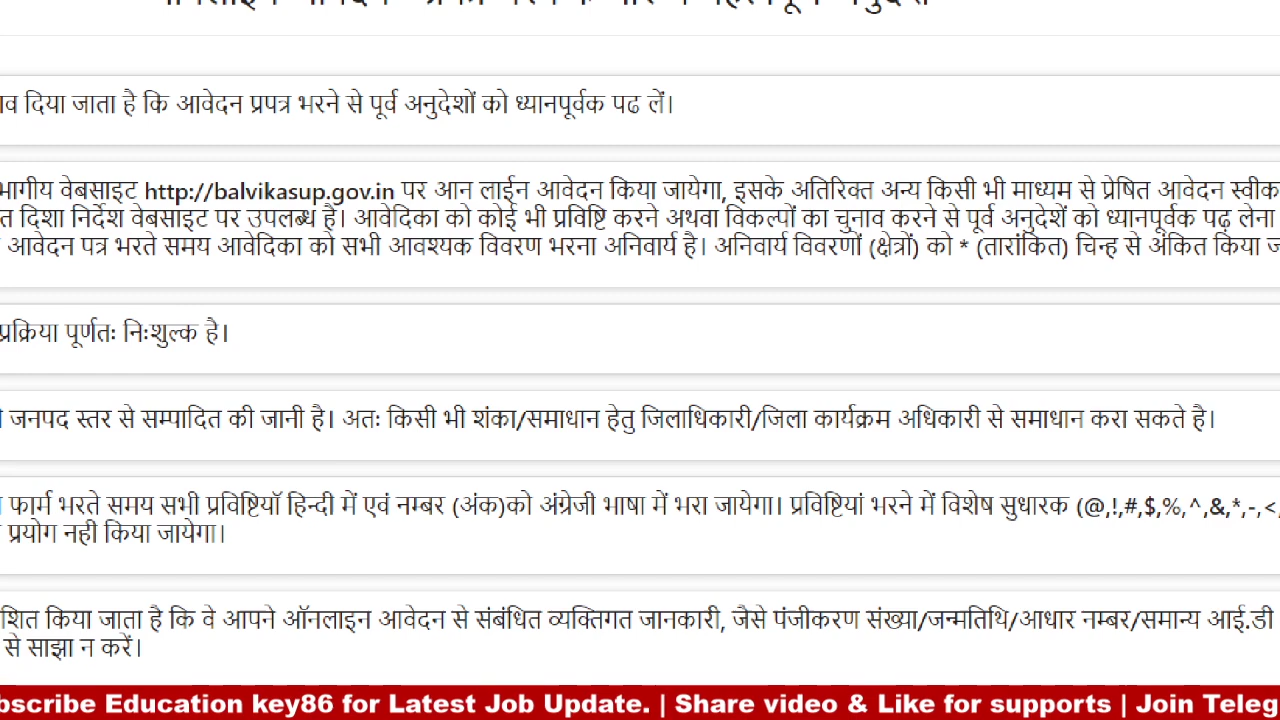 दिया जाता है कि आवेदन प्रपत्र भरने से पूर्व अनुदेशों को ध्यानपूर्वक पढ लें।
वेबसाइट http://balvikasup.gov.in पर आन लाईन आवेदन किया जायेगा, इसके अतिरिक्त अन्य किसी भी माध्यम से प्रेषित आवेदन
दिशा निर्देश वेबसाइट पर उपलब्ध है। आवेदिका को कोई भी प्रविष्टि करने अथवा विकल्पों का चुनाव करने से पूर्व अनुदेशें को ध्यानपूर्वक पढ़ लेना
आवेदन पत्र भरते समय आवेदिका को सभी आवश्यक विवरण भरना अनिवार्य है। अनिवार्य विवरणों (क्षेत्रों) को * (तारांकित) चिन्ह से अंकित किया
प्रक्रिया पूर्णतः निःशुल्क है।
जनपद स्तर से सम्पादित की जानी है। अतः किसी भी शंका/समाधान हेतु जिलाधिकारी/जिला कार्यक्रम अधिकारी से समाधान करा सकते है।
फार्म भरते समय सभी प्रविष्टियॉ हिन्दी में एवं नम्बर (अंक)को अंग्रेजी भाषा में भरा जायेगा। प्रविष्टियां भरने में विशेष सुधारक (@,!,#,$,%,^,&,*,-,<,
प्रयोग नही किया जायेगा।
किया जाता है कि वे आपने ऑनलाइन आवेदन से संबंधित व्यक्तिगत जानकारी, जैसे पंजीकरण संख्या/जन्मतिथि/आधार नम्बर/समान्य आई.डी
से साझा न करें।
bscribe Education key86 for Latest Job Update. | Share video & Like for supports | Join Teleg